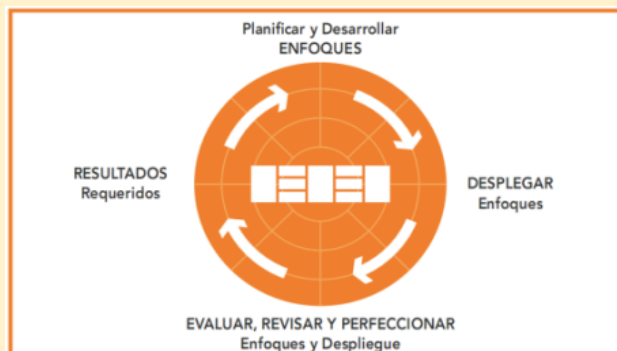 Planificar y Desarrollar
ENFOQUES
RESULTADOS
Requeridos
DESPLEGAR
Enfoques
EVALUAR, REVISAR Y PERFECCIONAR
Enfoques y Despliegue